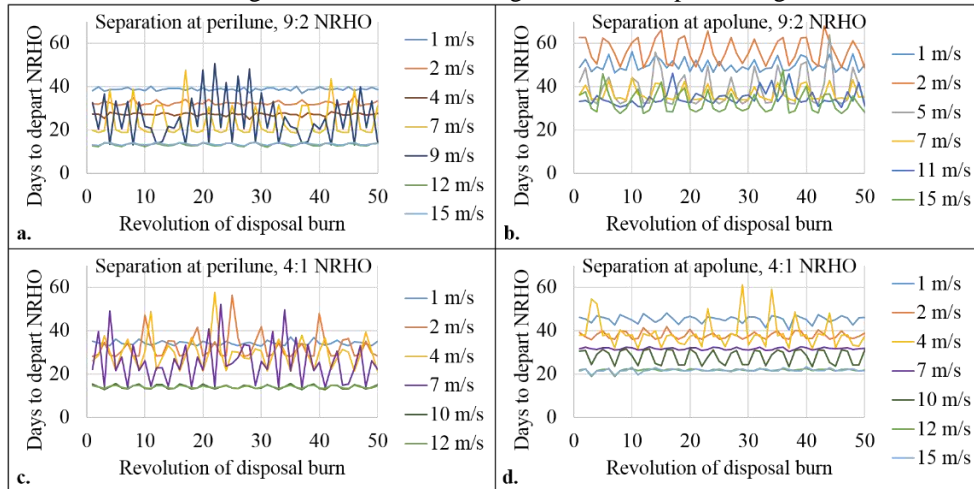 Separation at perilune, 9:2 NRHO
Days to depart NRHO
60
40
20
0
0 10 20 30 40 50
Revolution of disposal burn
1 m/s
2 m/s
4 m/s
7 m/s
9 m/s
12 m/s
15 m/s
a.
Separation at apolune, 9:2 NRHO
Days to depart NRHO
60
40
20
0
0 10 20 30 40 50
Revolution of disposal burn
1 m/s
2 m/s
5 m/s
7 m/s
11 m/s
15 m/s
b.
Separation at perilune, 4:1 NRHO
Days to depart NRHO
60
40
20
0
0 10 20 30 40 50
Revolution of disposal burn
1 m/s
2 m/s
4 m/s
7 m/s
10 m/s
12 m/s
c.
Separation at apolune, 4:1 NRHO
Days to depart NRHO
60
40
20
0
0 10 20 30 40 50
Revolution of disposal burn
1 m/s
2 m/s
4 m/s
7 m/s
10 m/s
12 m/s
15 m/s
d.